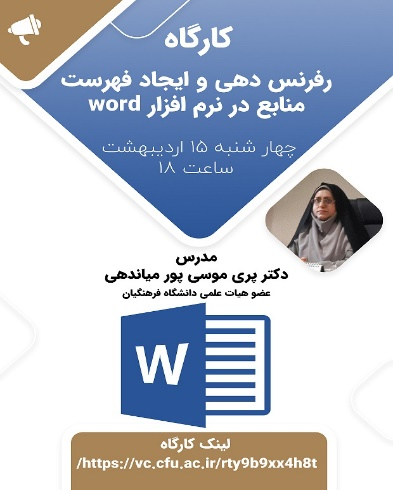 کارگاه
رفرنس دهی و ایجاد فهرست
منابع در نرم افزار word
چهار شنبه ۱۵ اردیبهشت
ساعت ۱۸
مدرس
دکتر پری موسی پور میاندهی
عضو هیات علمی دانشگاه فرهنگیان
W
لینک کارگاه
https://vc.cfu.ac.ir/rty9b9xx4h8t/